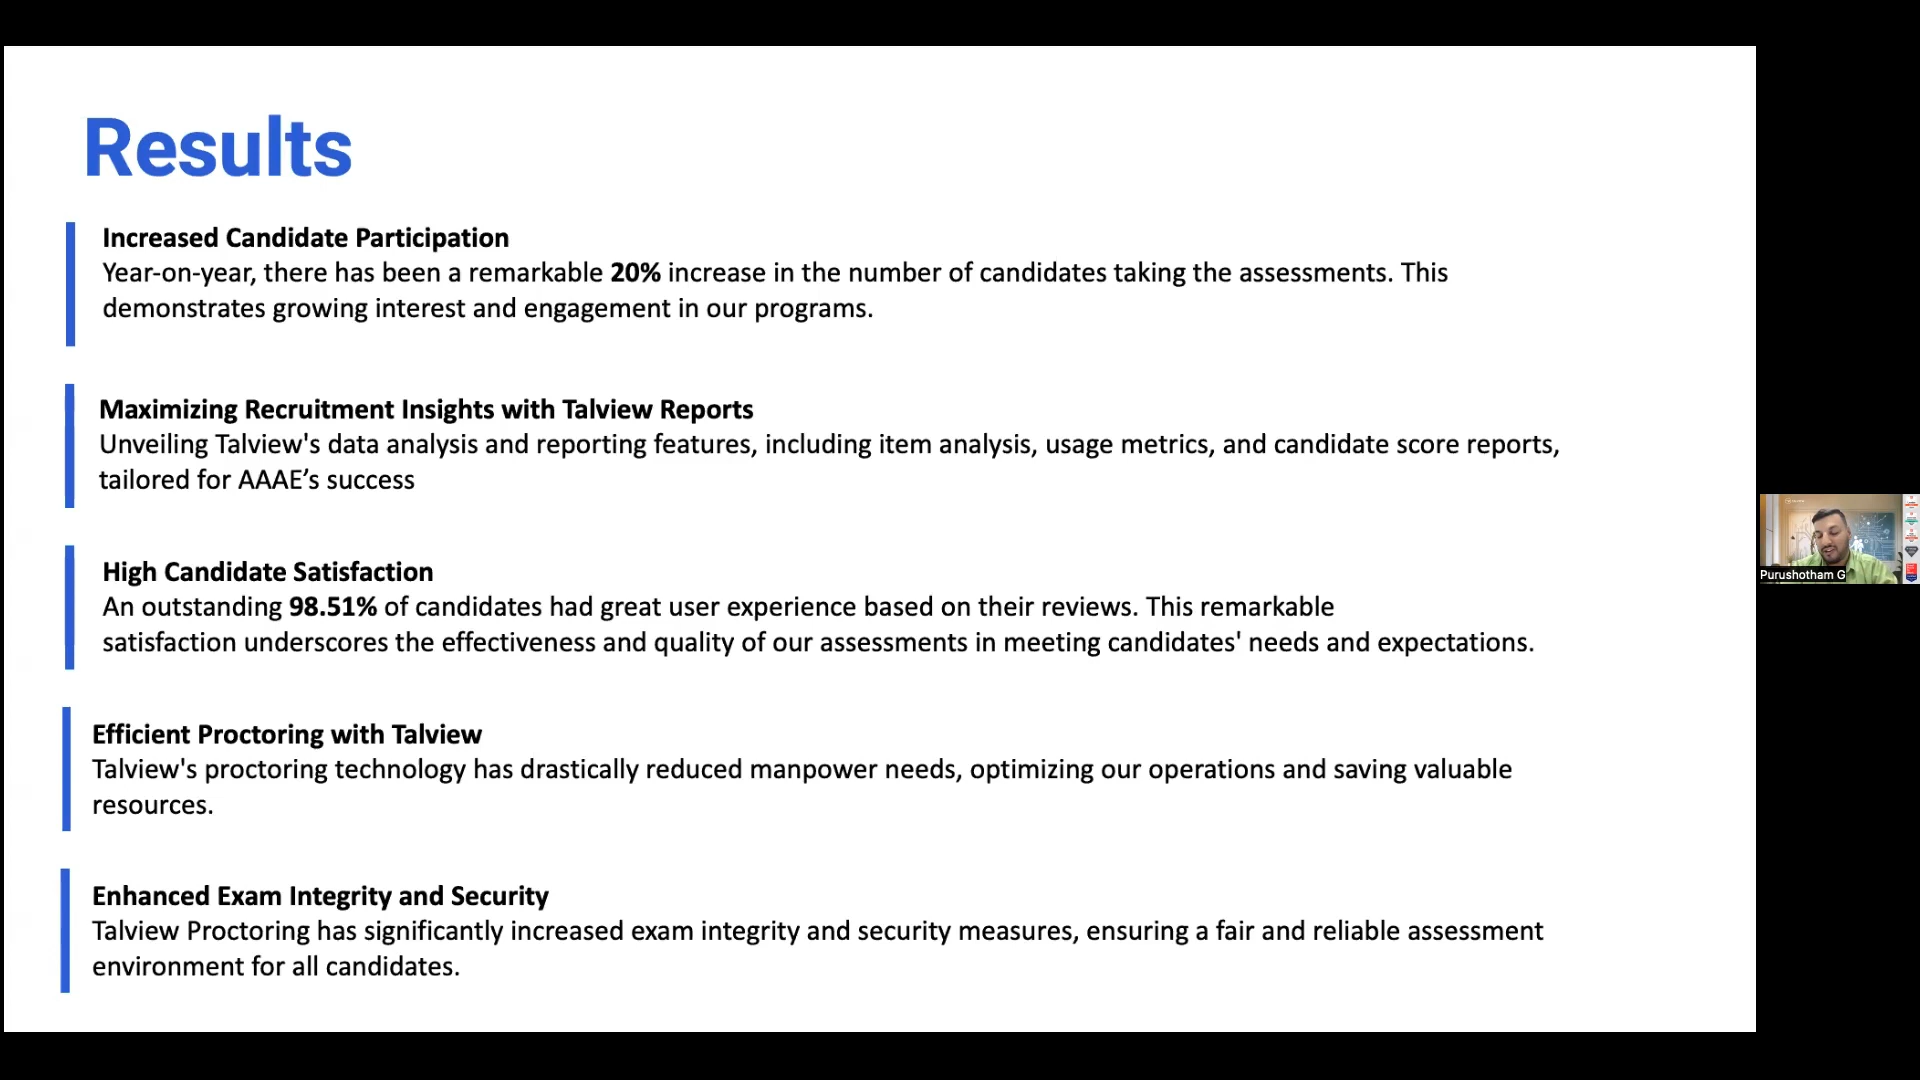 Results
Increased Candidate Participation
Year-on-year, there has been a remarkable 20% increase in the number of candidates taking the assessments. This
demonstrates growing interest and engagement in our programs.
Maximizing Recruitment Insights with Talview Reports
Unveiling Talview's data analysis and reporting features, including item analysis, usage metrics, and candidate score reports,
tailored for AAAE’s success
High Candidate Satisfaction
An outstanding 98.51% of candidates had great user experience based on their reviews. This remarkable
satisfaction underscores the effectiveness and quality of our assessments in meeting candidates' needs and expectations.
Efficient Proctoring with Talview
Talview's proctoring technology has drastically reduced manpower needs, optimizing our operations and saving valuable
resources.
Enhanced Exam Integrity and Security
Talview Proctoring has significantly increased exam integrity and security measures, ensuring a fair and reliable assessment
environment for all candidates.
Purushotham G